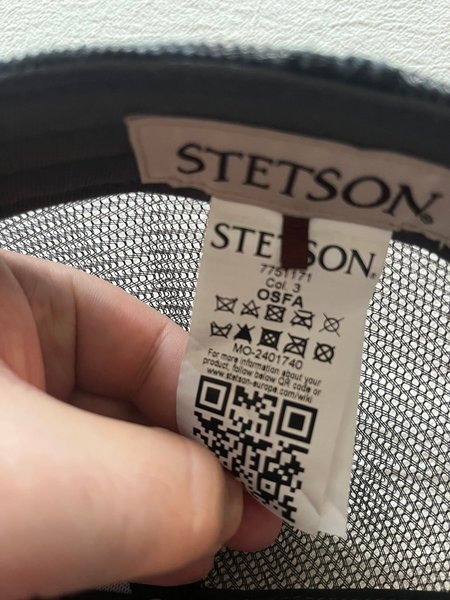 STETSON®
STETSON®
7751171
Col. 3
OSFA
MO-2401740
For more information about your
product, follow below QR code or
www.stetson-europe.com/wiki